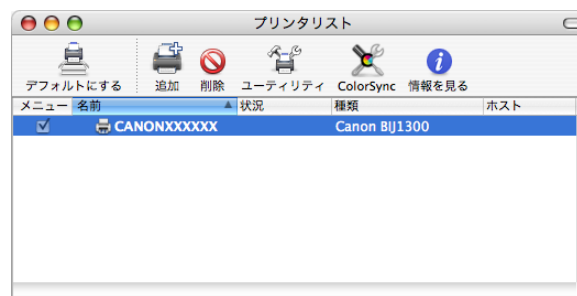 プリンタリスト
デフォルトにする 追加 削除 ユーティリティ ColorSync 情報を見る
メニュー 名前 状況 種類 ホスト
CANONXXXXXX Canon BIJ1300